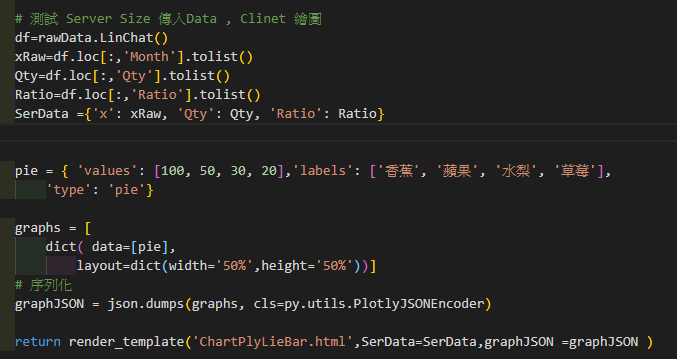 # 測試 Server Size 傳入Data , Clinet 繪圖
df=rawData.LinChat()
xRaw=df.loc[:,'Month'].tolist()
Qty=df.loc[:,'Qty'].tolist()
Ratio=df.loc[:,'Ratio'].tolist()
SerData ={'x': xRaw, 'Qty': Qty, 'Ratio': Ratio}
pie = { 'values': [100, 50, 30, 20],'labels': ['香蕉', '蘋果', '水梨', '草莓'],
'type': 'pie'}
graphs = [
dict( data=[pie],
layout=dict(width='50%',height='50%'))]
# 序列化
graphJSON = json.dumps(graphs, cls=py.utils.PlotlyJSONEncoder)
return render_template('ChartPlyLieBar.html',SerData=SerData,graphJSON =graphJSON )